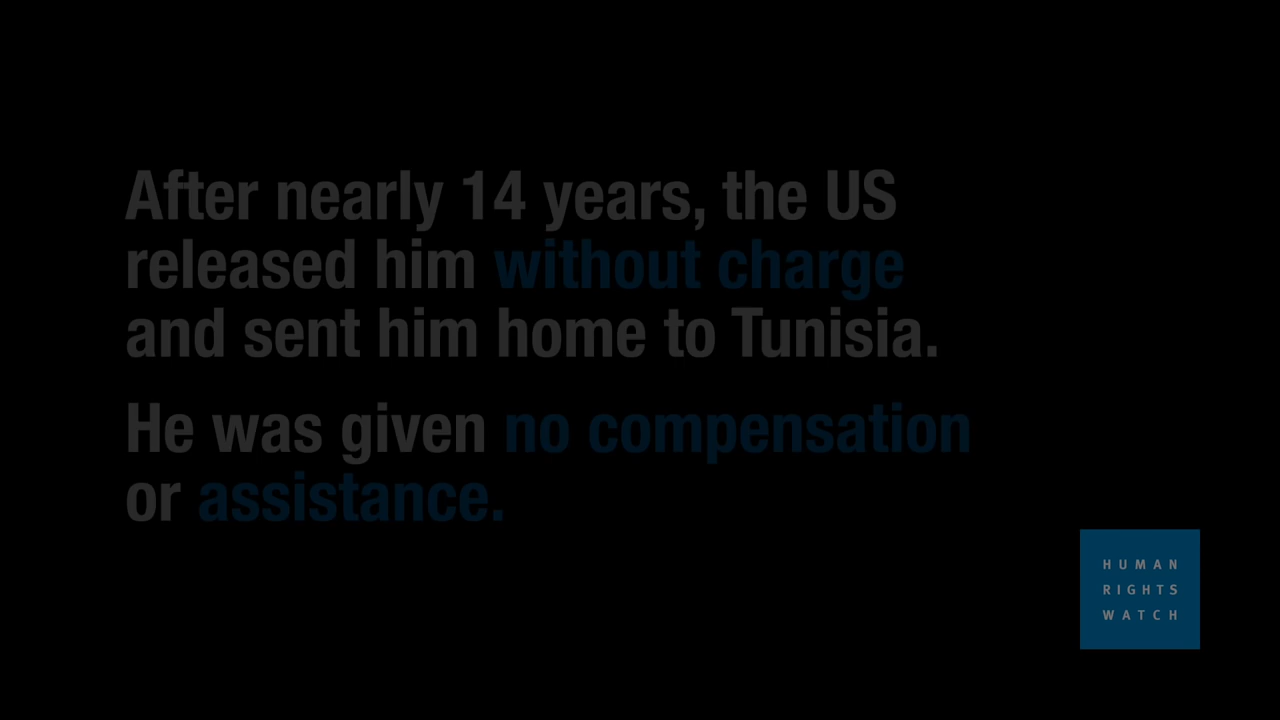 After nearly 14 years, the US
released him without charge
and sent him home to Tunisia.
He was given no compensation
or assistance.
HUMAN
RIGHTS
WATCH